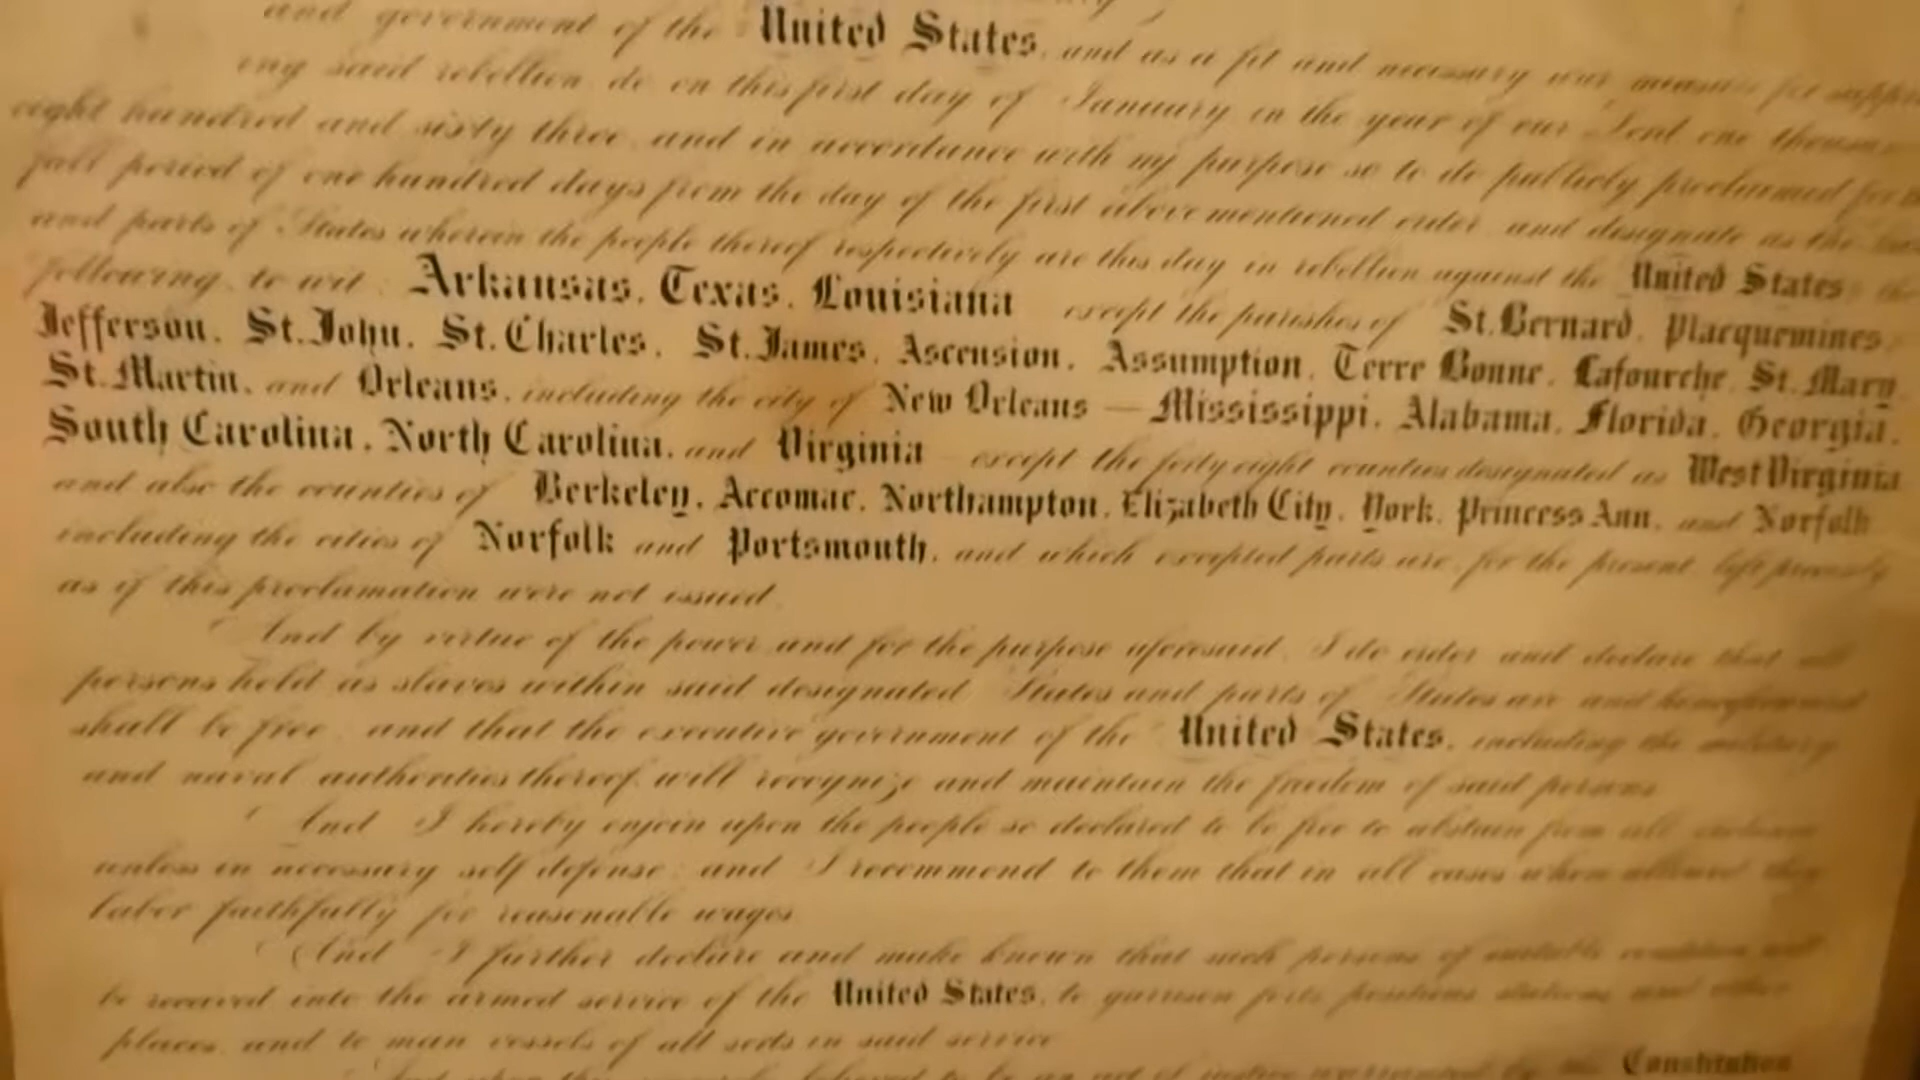 and government of the United States, and as a fit and necessary war measure for suppre
ing said rebellion, do, on this first day of January in the year of our Lord one thousan
eight hundred and sixty three, and in accordance with my purpose so to do publicly proclaimed for
full period of one hundred days from the day of the first above mentioned order, and designate as the
and parts of States wherein the people thereof respectively are this day in rebellion against the United States, the
following, to wit: Arkansas, Texas, Louisiana except the parishes of St. Bernard, Placquemines,
Jefferson, St. John, St. Charles, St. James, Ascension, Assumption, Terre Bonne, Lafourche, St. Mary,
St. Martin, and Orleans, including the city of New Orleans — Mississippi, Alabama, Florida, Georgia,
South Carolina, North Carolina, and Virginia except the forty eight counties designated as West Virginia
and also the counties of Berkeley, Accomac, Northampton, Elizabeth City, York, Princess Ann, and Norfolk
including the cities of Norfolk and Portsmouth, and which excepted parts are, for the present, left precisely
as if this proclamation were not issued.
And by virtue of the power and for the purpose aforesaid, I do order and declare that all
persons held as slaves within said designated States and parts of States are and henceforward
shall be free, and that the executive government of the United States, including the military
and naval authorities thereof, will recognize and maintain the freedom of said persons.
And I hereby enjoin upon the people so declared to be free to abstain from all violence
unless in necessary self defense; and I recommend to them that in all cases when allowed they
labor faithfully for reasonable wages.
And I further declare and make known that such persons of suitable condition will
be received into the armed service of the United States, to garrison forts, positions, stations and other
places, and to man vessels of all sorts in said service.
Constitution